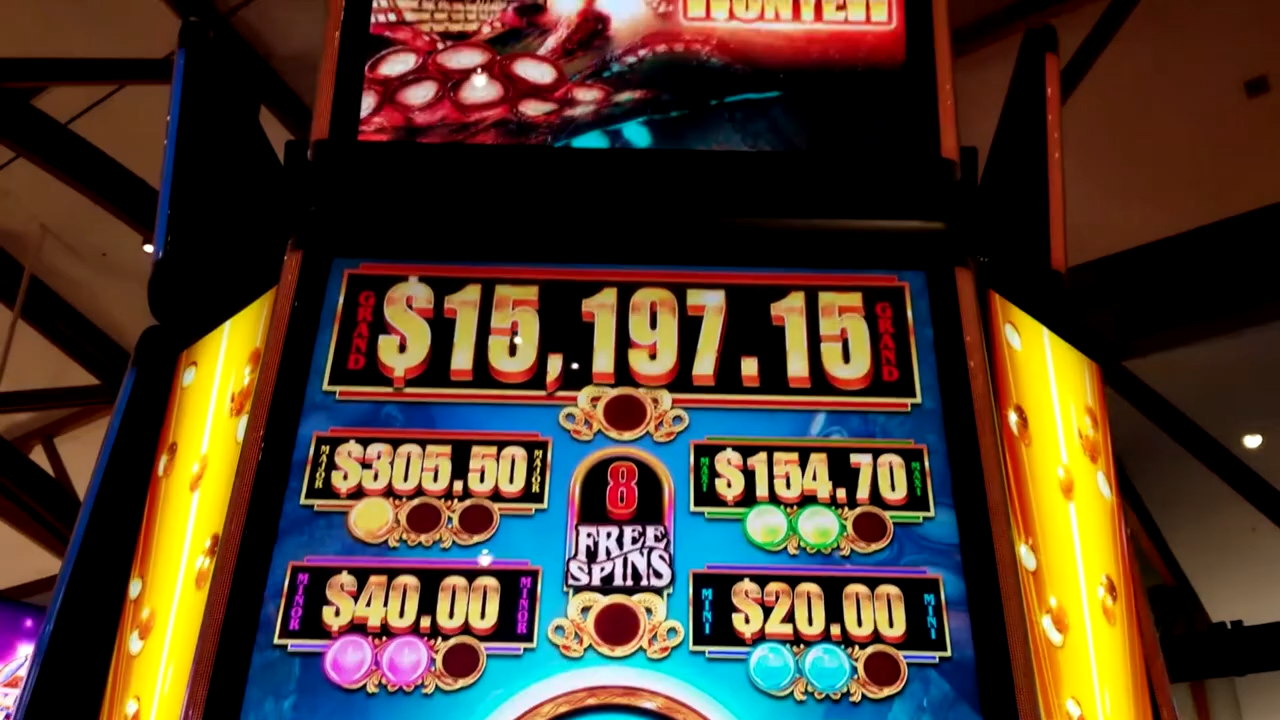 GRAND $15,197.15 GRAND
MAJOR $305.50 MAJOR
MAXI $154.70 MAXI
8
FREE
SPINS
MINOR $40.00 MINOR
MINI $20.00 MINI